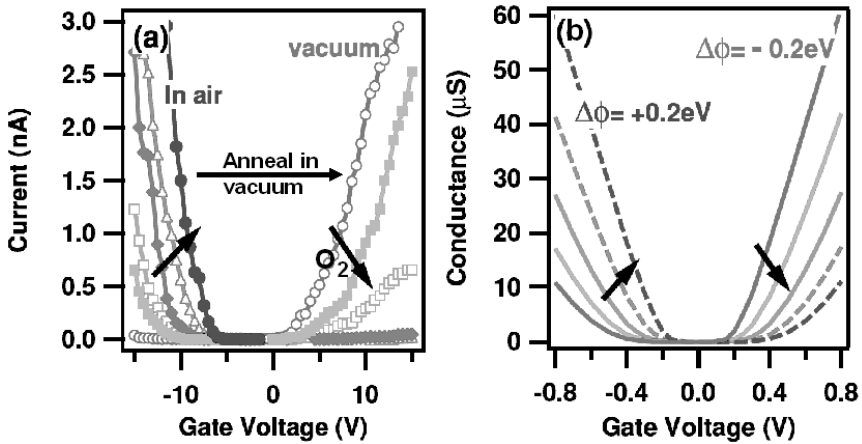 (a)
vacuum
In air
Anneal in
vacuum
O2
3.0
2.5
2.0
1.5
1.0
0.5
0.0
Current (nA)
-10
0
10
Gate Voltage (V)
(b)
Δϕ= - 0.2eV
Δϕ= +0.2eV
60
50
40
30
20
10
0
Conductance (μS)
-0.8
-0.4
0.0
0.4
0.8
Gate Voltage (V)